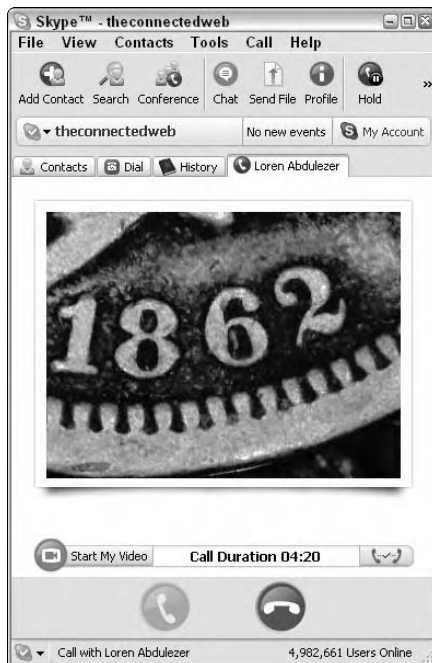 Skype™ - theconnectedweb
File View Contacts Tools Call Help
Add Contact Search Conference Chat Send File Profile Hold »
theconnectedweb No new events My Account
Contacts Dial History Loren Abdulezer
1862
Start My Video Call Duration 04:20
Call with Loren Abdulezer 4,982,661 Users Online